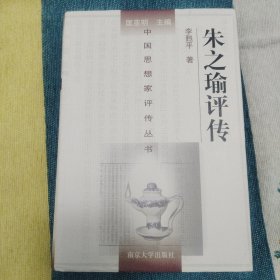 匡亚明 主编
中国思想家评传丛书
朱之瑜评传
李甦平 著
南京大学出版社